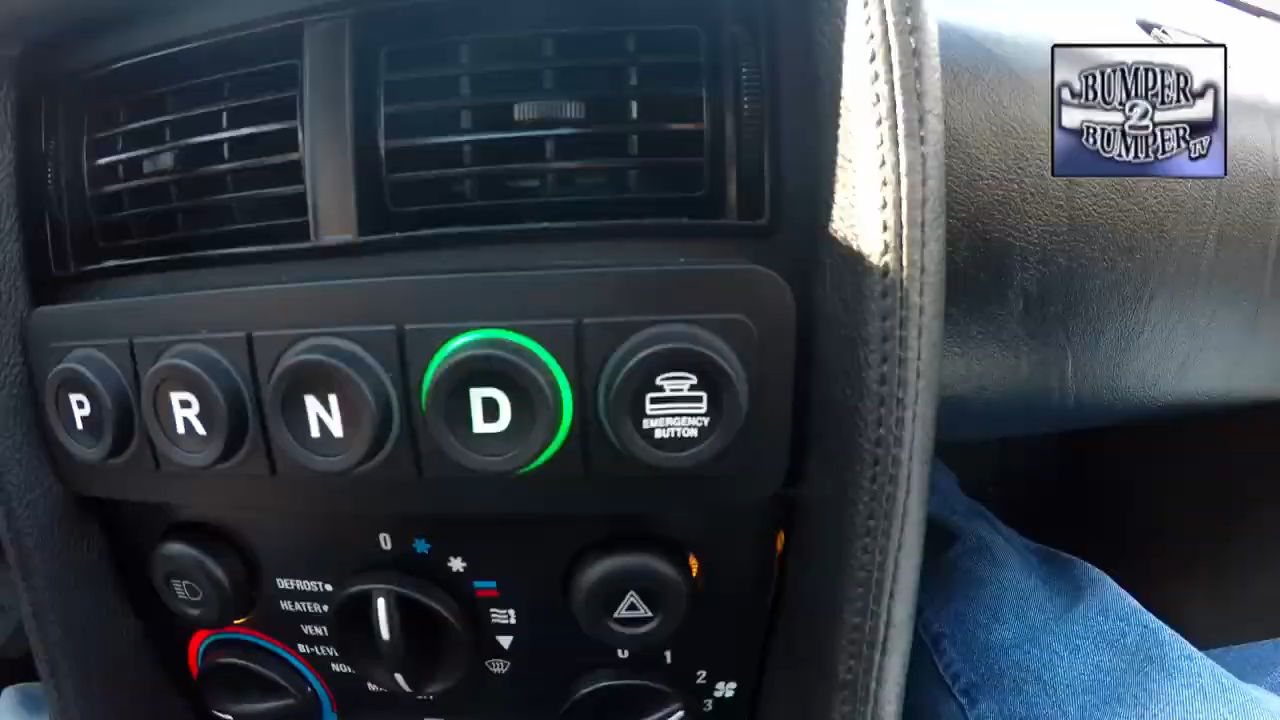 BUMPER
2
BUMPER TV
P
R
N
D
EMERGENCY
BUTTON
0
DEFROST
HEATER
VENT
1
2
3